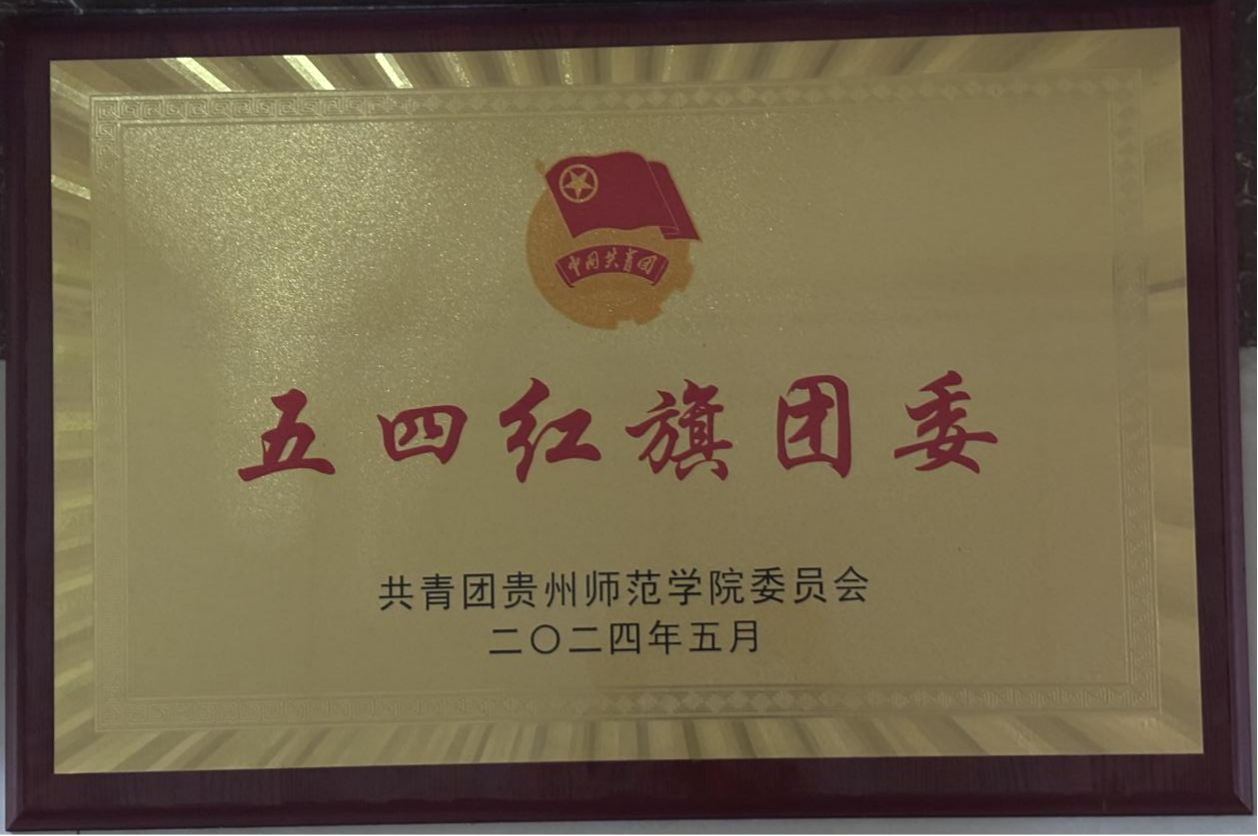 中国共青团
五四红旗团委
共青团贵州师范学院委员会
二〇二四年五月